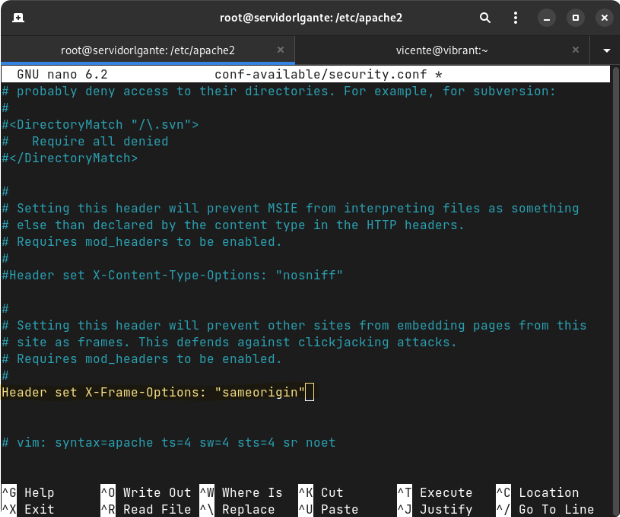 root@servidorlgante: /etc/apache2
root@servidorlgante: /etc/apache2 × vicente@vibrant:~ ×
GNU nano 6.2 conf-available/security.conf *
# probably deny access to their directories. For example, for subversion:
#
#<DirectoryMatch "/\.svn">
#   Require all denied
#</DirectoryMatch>
#
# Setting this header will prevent MSIE from interpreting files as something
# else than declared by the content type in the HTTP headers.
# Requires mod_headers to be enabled.
#
#Header set X-Content-Type-Options: "nosniff"
#
# Setting this header will prevent other sites from embedding pages from this
# site as frames. This defends against clickjacking attacks.
# Requires mod_headers to be enabled.
#
Header set X-Frame-Options: "sameorigin"
# vim: syntax=apache ts=4 sw=4 sts=4 sr noet
^G Help ^O Write Out ^W Where Is ^K Cut ^T Execute ^C Location
^X Exit ^R Read File ^\ Replace ^U Paste ^J Justify ^/ Go To Line